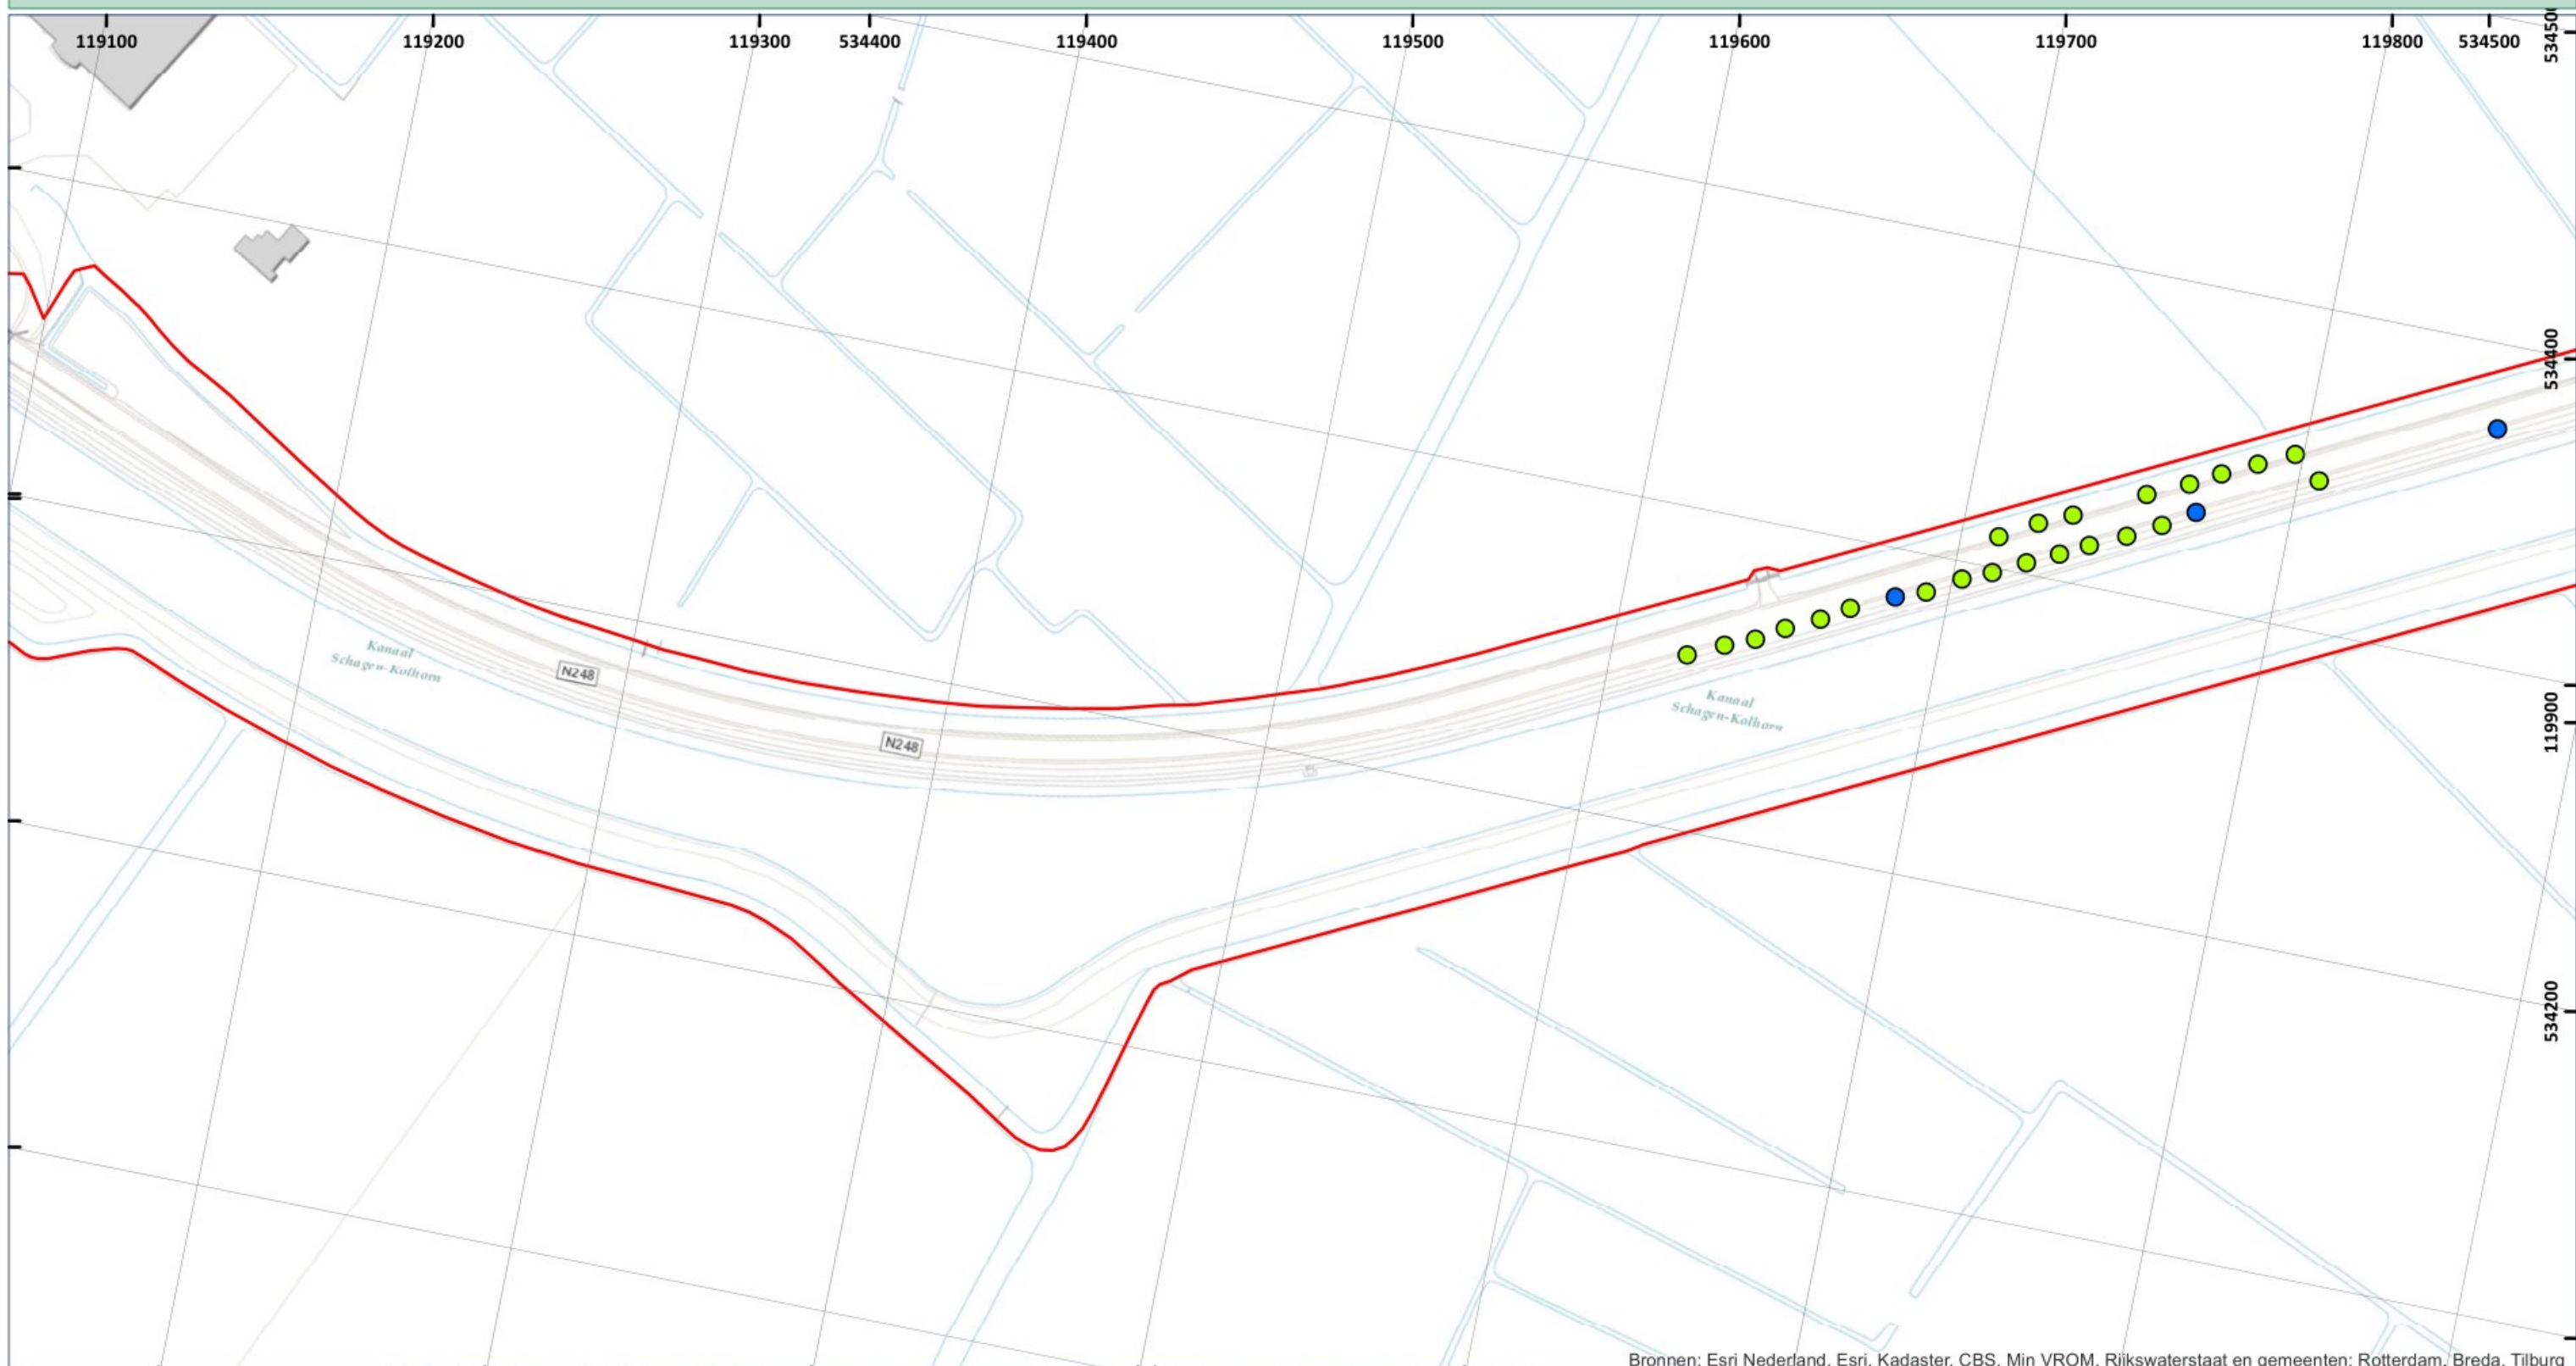 119100 119200 119300 534400 119400 119500 119600 119700 119800 534500
534500
534400
Kanaal
Schagen-Kolhorn
N248
Kanaal
Schagen-Kolhorn
N248
119900
534200
Bronnen: Esri Nederland, Esri, Kadaster, CBS, Min VROM, Rijkswaterstaat en gemeenten: Rotterdam, Breda, Tilburg